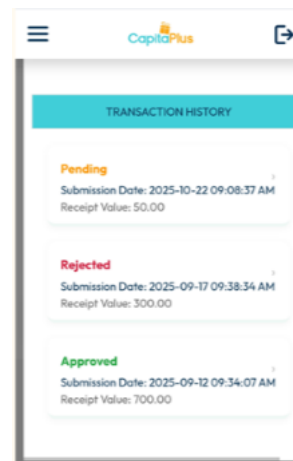 CapitaPlus
TRANSACTION HISTORY
Pending
Submission Date: 2025-10-22 09:08:37 AM
Receipt Value: 50.00
Rejected
Submission Date: 2025-09-17 09:38:34 AM
Receipt Value: 300.00
Approved
Submission Date: 2025-09-12 09:34:07 AM
Receipt Value: 700.00